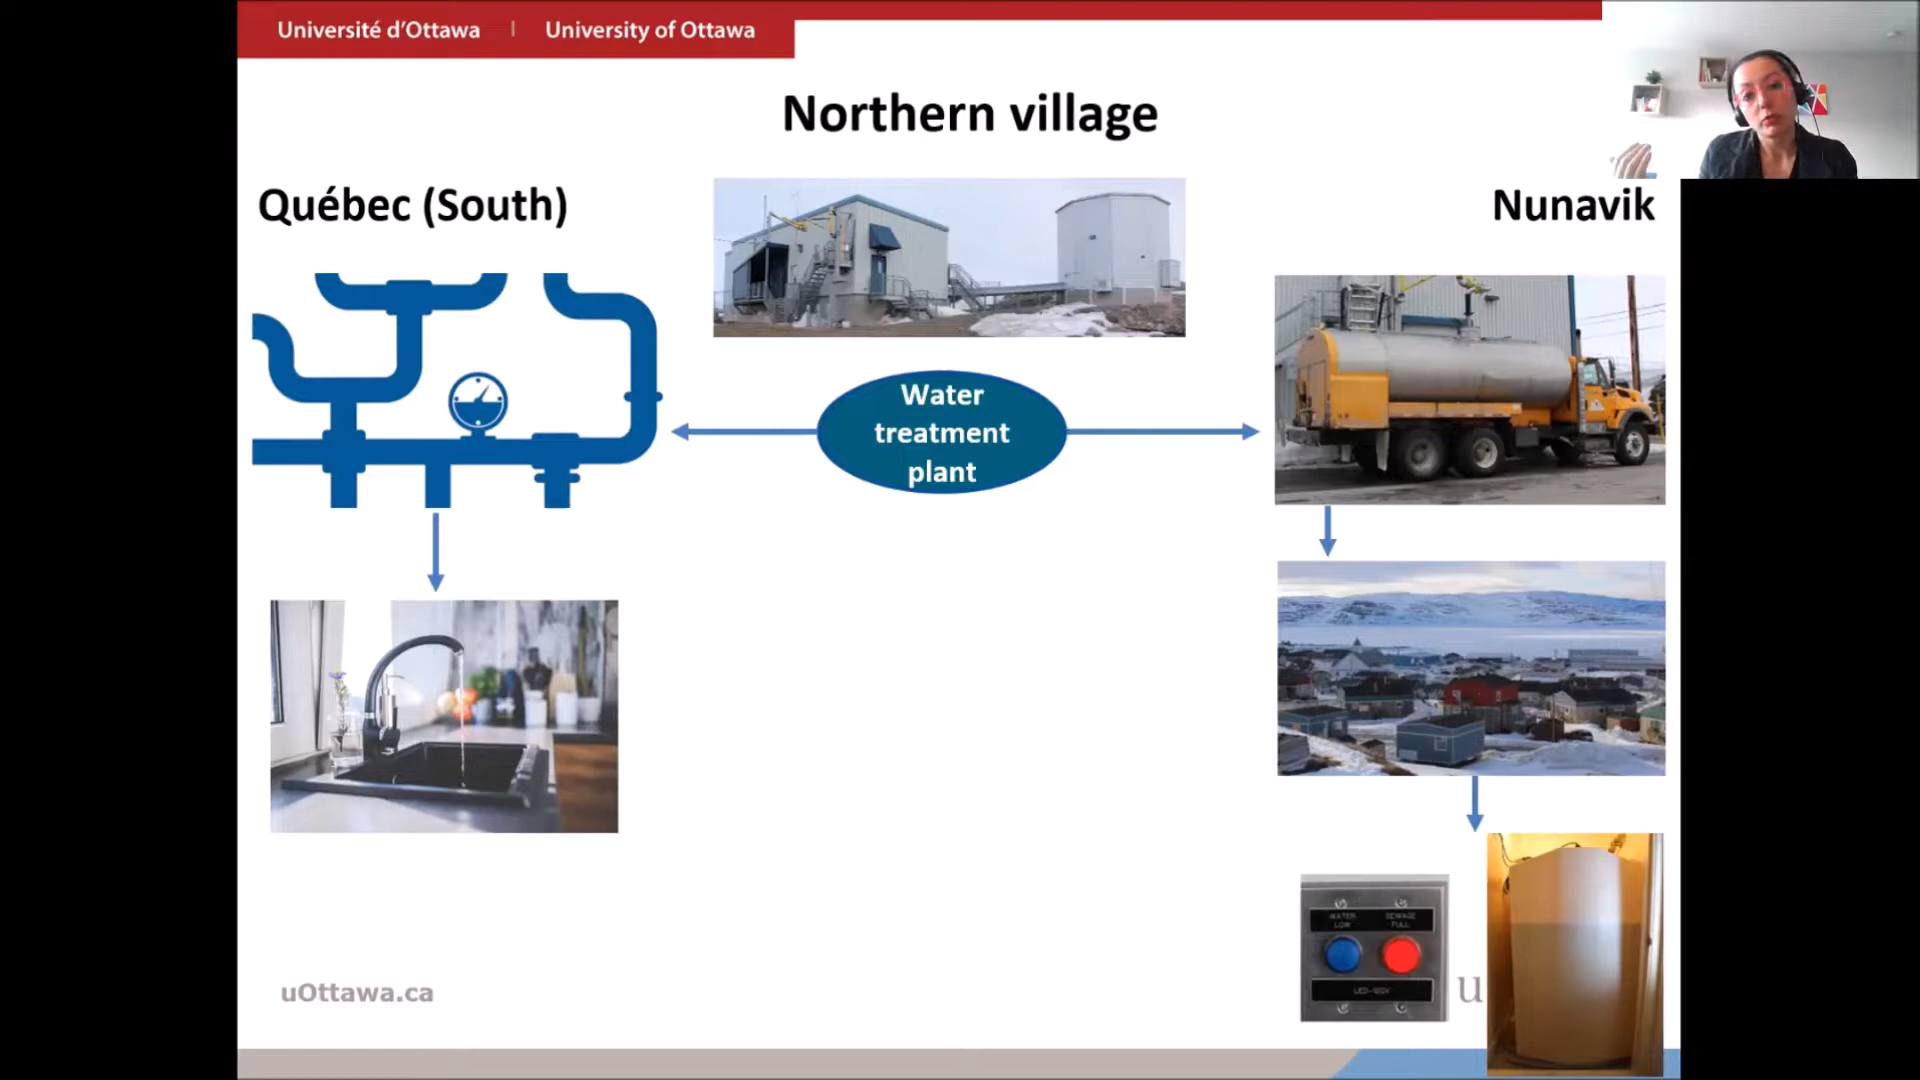 Université d'Ottawa | University of Ottawa
Northern village
Québec (South)
Nunavik
Water
treatment
plant
WATER
LOW
SEWAGE
FULL
uOttawa.ca
u